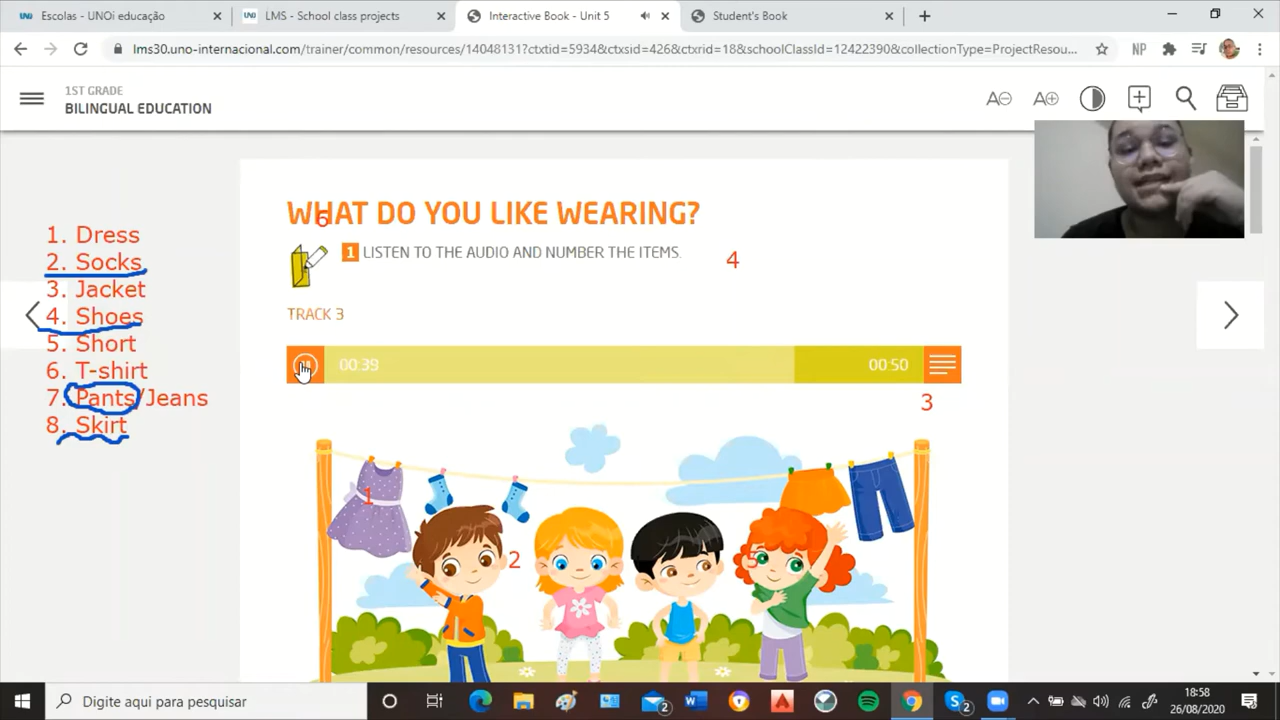 Escolas - UNOi educação
LMS - School class projects
Interactive Book - Unit 5
Student's Book
lms30.uno-internacional.com/trainer/common/resources/14048131?ctxtid=5934&ctxsid=426&ctxrid=18&schoolClassId=12422390&collectionType=ProjectResou...
NP
1ST GRADE
BILINGUAL EDUCATION
A
A
WHAT DO YOU LIKE WEARING?
6
1 LISTEN TO THE AUDIO AND NUMBER THE ITEMS.
4
TRACK 3
00:39
00:50
3
1. Dress
2. Socks
3. Jacket
4. Shoes
5. Short
6. T-shirt
7. Pants/Jeans
8. Skirt
1
2
5
Digite aqui para pesquisar
2
2
18:58
26/08/2020